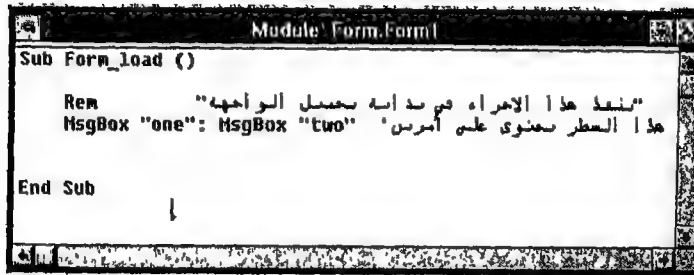 Module: Form.Form1
Sub Form_load ()
Rem "ينفذ هذا الاجراء في بداية تحميل الواجهة"
MsgBox "one": MsgBox "two" ' هذا السطر يحتوي على أمرين
End Sub